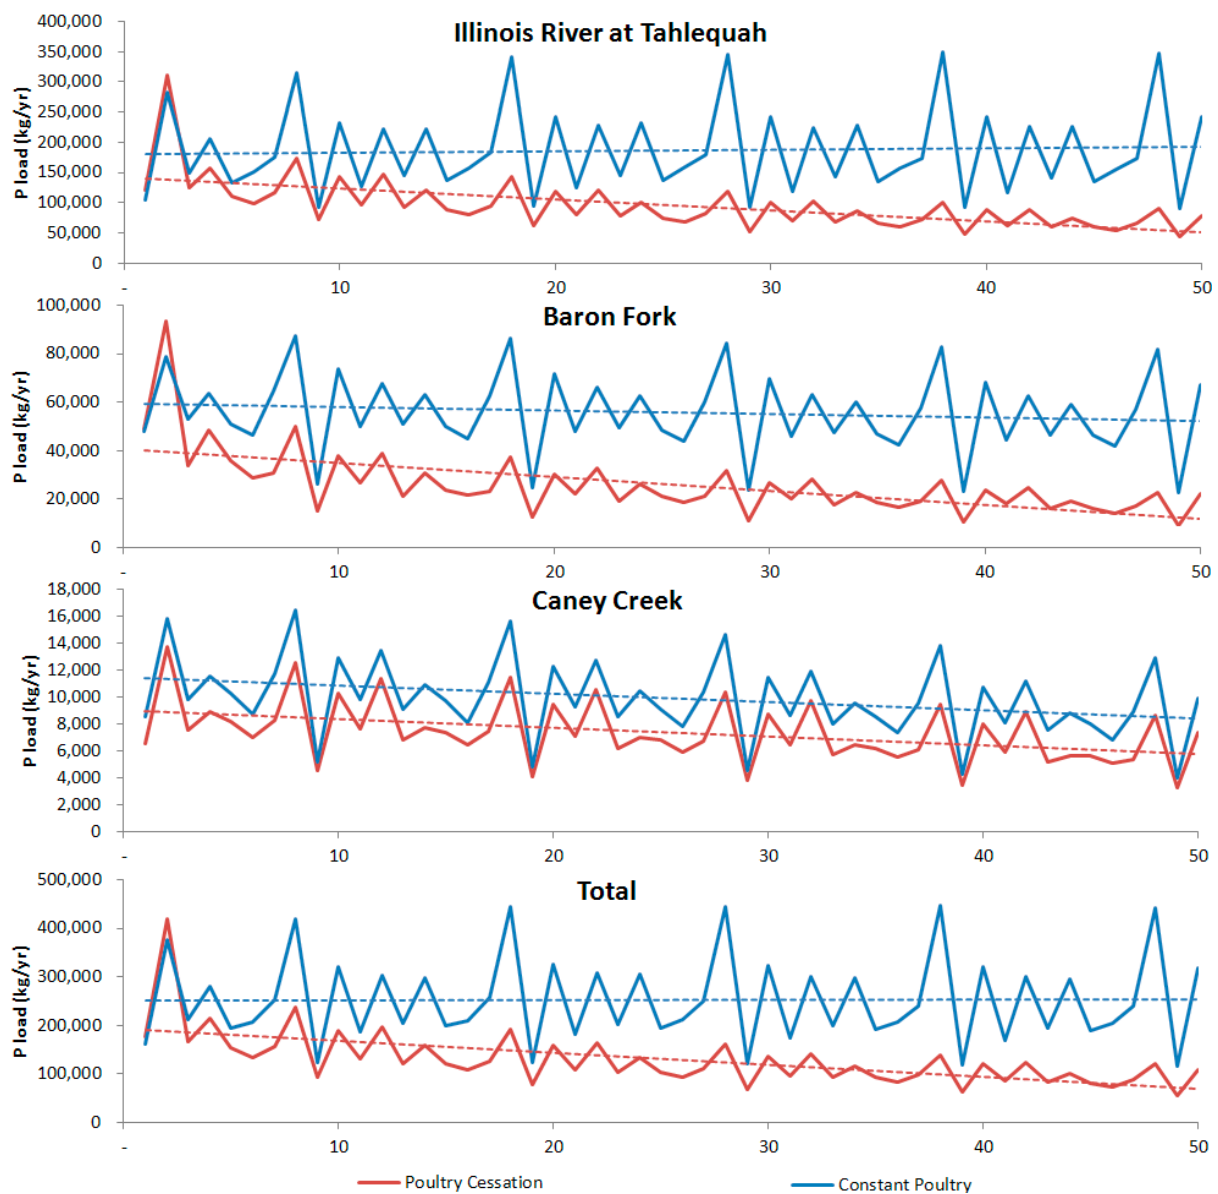 Illinois River at Tahlequah
P load (kg/yr)
400,000
350,000
300,000
250,000
200,000
150,000
100,000
50,000
0
- 10 20 30 40 50
Baron Fork
P load (kg/yr)
100,000
80,000
60,000
40,000
20,000
0
- 10 20 30 40 50
Caney Creek
P load (kg/yr)
18,000
16,000
14,000
12,000
10,000
8,000
6,000
4,000
2,000
0
- 10 20 30 40 50
Total
P load (kg/yr)
500,000
400,000
300,000
200,000
100,000
0
- 10 20 30 40 50
Poultry Cessation Constant Poultry